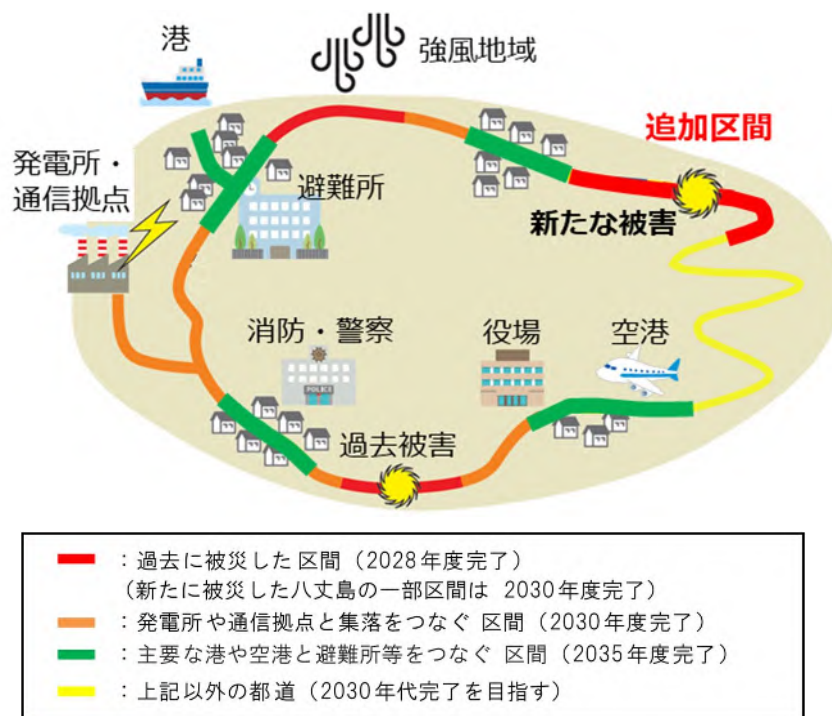 港
強風地域
追加区間
発電所・
通信拠点
避難所
新たな被害
消防・警察
役場
空港
POLICE
過去被害
：過去に被災した区間（2028年度完了）
（新たに被災した八丈島の一部区間は 2030年度完了）
：発電所や通信拠点と集落をつなぐ 区間（2030年度完了）
：主要な港や空港と避難所等をつなぐ 区間（2035年度完了）
：上記以外の都道（2030年代完了を目指す）